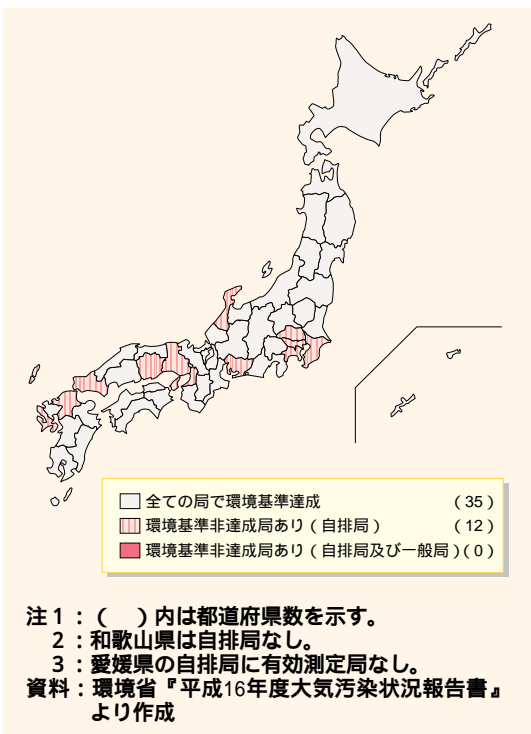 全ての局で環境基準達成 （35）
環境基準非達成局あり（自排局） （12）
環境基準非達成局あり（自排局及び一般局）（0）
注1：（　）内は都道府県数を示す。
2：和歌山県は自排局なし。
3：愛媛県の自排局に有効測定局なし。
資料：環境省『平成16年度大気汚染状況報告書』
より作成